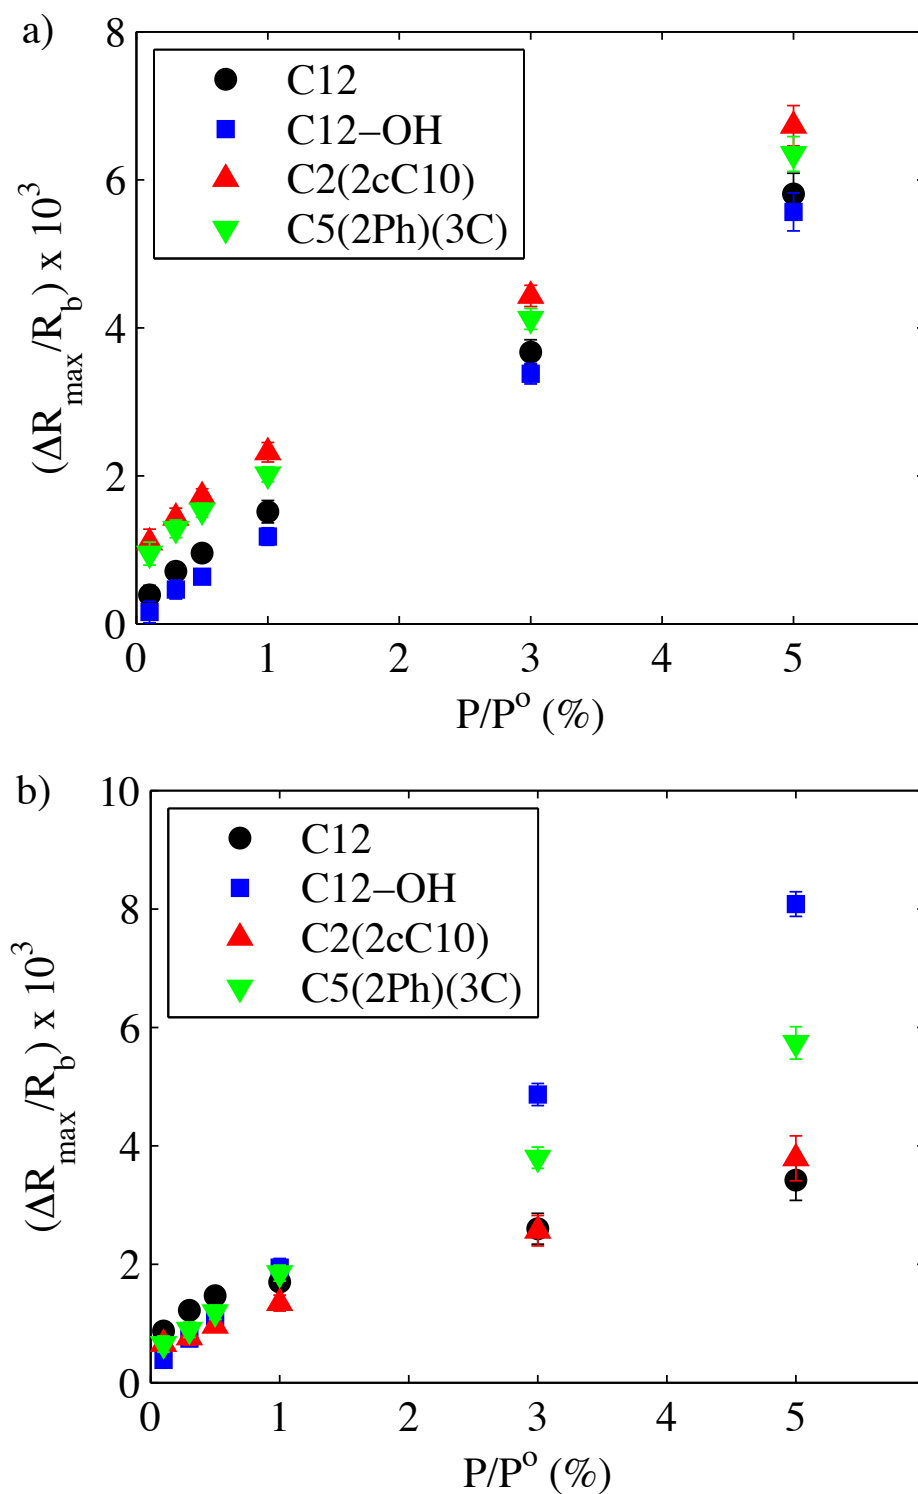 a)
8
6
4
2
0
(ΔR_max/R_b) x 10^3
C12
C12−OH
C2(2cC10)
C5(2Ph)(3C)
0 1 2 3 4 5
P/P^o (%)
b)
10
8
6
4
2
0
(ΔR_max/R_b) x 10^3
C12
C12−OH
C2(2cC10)
C5(2Ph)(3C)
0 1 2 3 4 5
P/P^o (%)